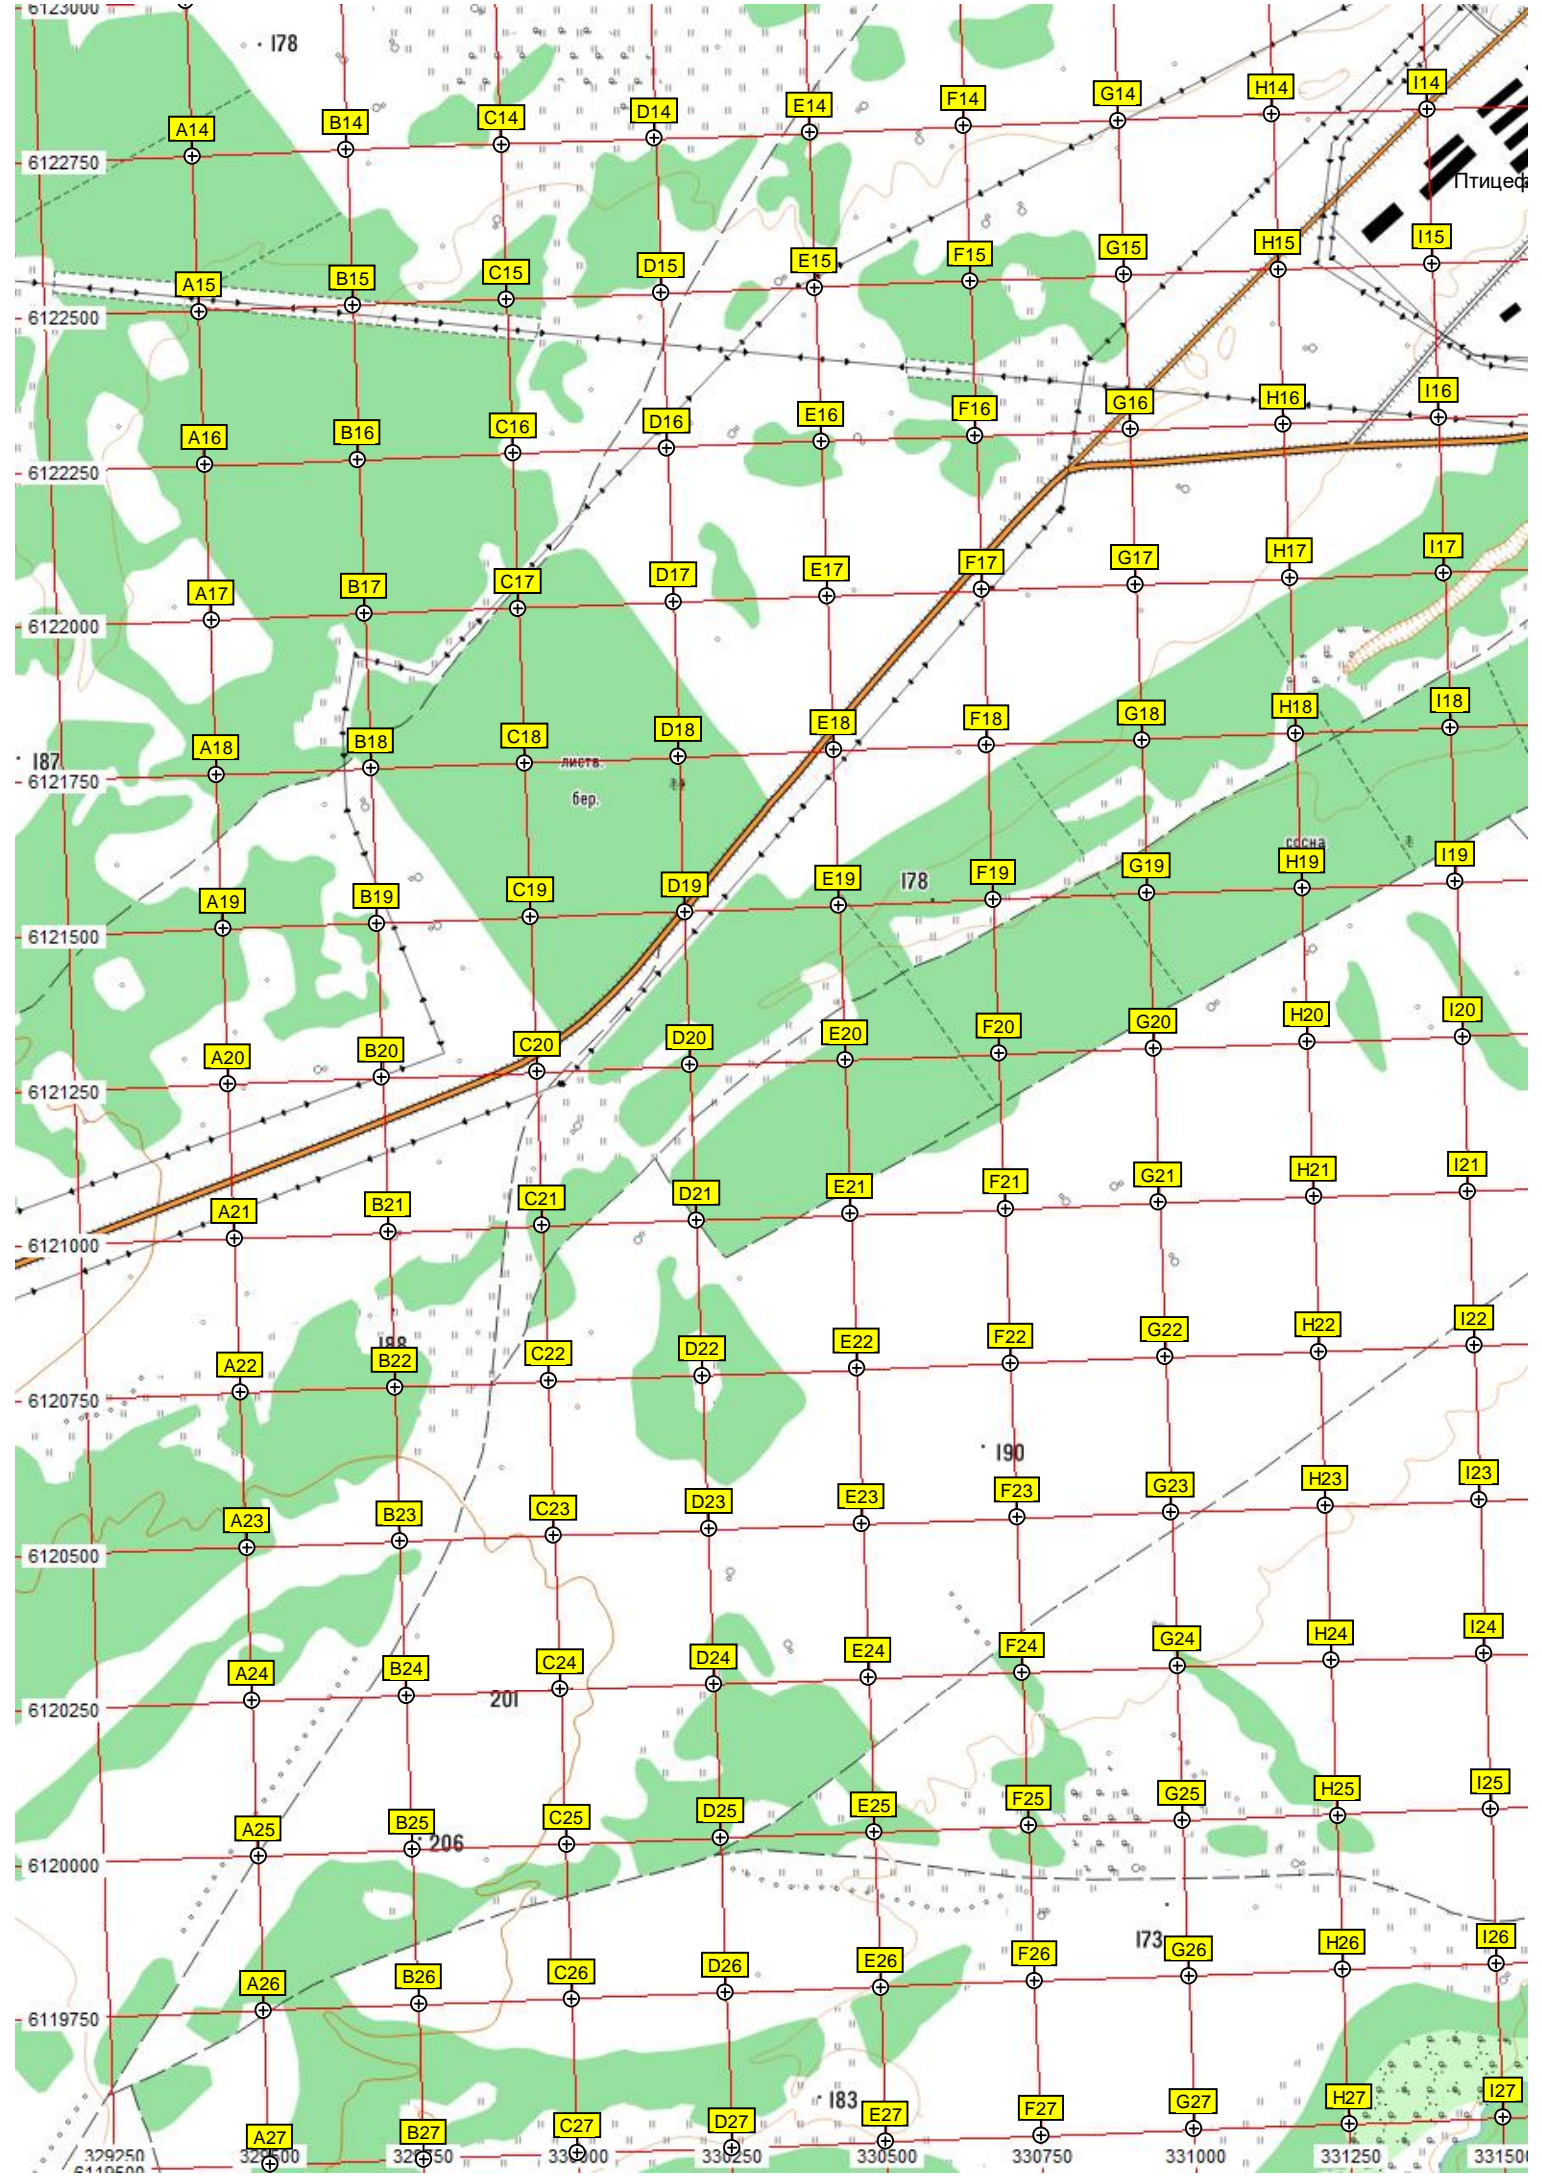 6123000
178
A14 B14 C14 D14 E14 F14 G14 H14 I14
6122750
Птицеф
A15 B15 C15 D15 E15 F15 G15 H15 I15
6122500
A16 B16 C16 D16 E16 F16 G16 H16 I16
6122250
A17 B17 C17 D17 E17 F17 G17 H17 I17
6122000
A18 B18 C18 D18 E18 F18 G18 H18 I18
187
листв.
6121750
бер.
сосна
A19 B19 C19 D19 E19 F19 G19 H19 I19
178
6121500
A20 B20 C20 D20 E20 F20 G20 H20 I20
6121250
A21 B21 C21 D21 E21 F21 G21 H21 I21
6121000
188
A22 B22 C22 D22 E22 F22 G22 H22 I22
6120750
190
A23 B23 C23 D23 E23 F23 G23 H23 I23
6120500
A24 B24 C24 D24 E24 F24 G24 H24 I24
201
6120250
A25 B25 C25 D25 E25 F25 G25 H25 I25
206
6120000
173
A26 B26 C26 D26 E26 F26 G26 H26 I26
6119750
183
A27 B27 C27 D27 E27 F27 G27 H27 I27
329250 329500 329750 330000 330250 330500 330750 331000 331250 331500
6119500